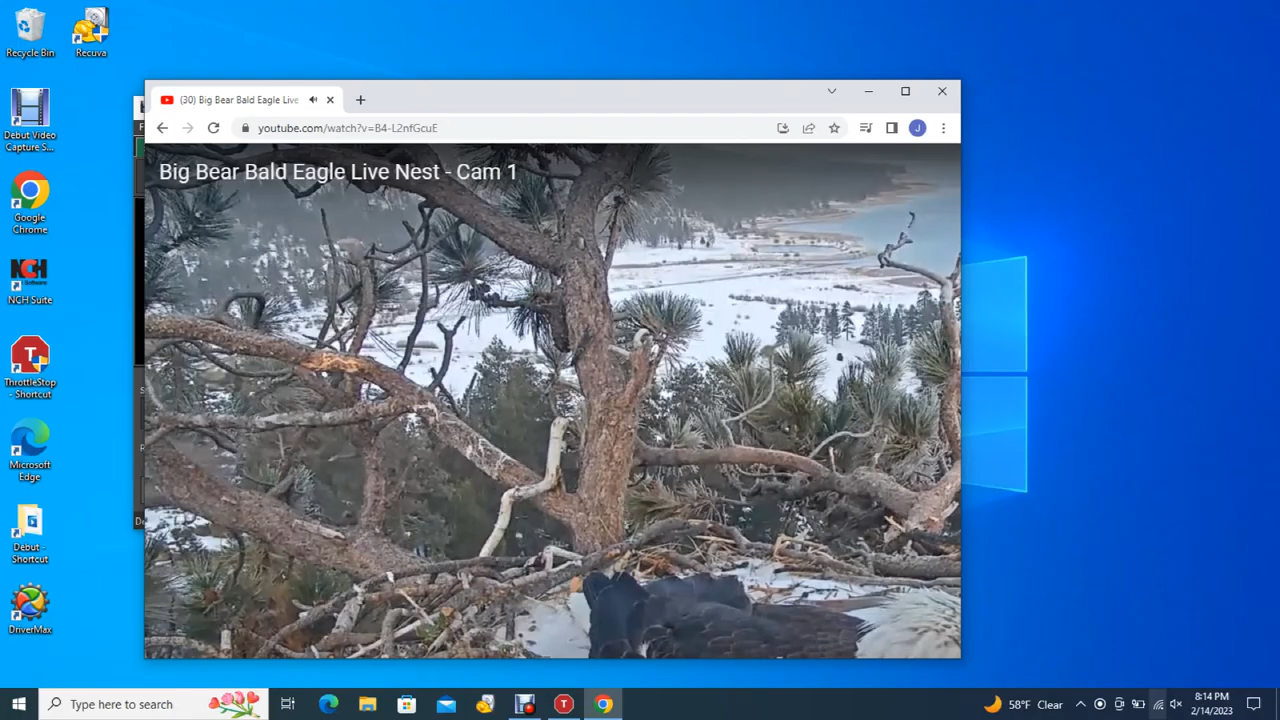 Recycle Bin
Recuva
Debut Video
Capture S...
Google
Chrome
NCH
NCH Suite
T
ThrottleStop
- Shortcut
Microsoft
Edge
Debut -
Shortcut
DriverMax
(30) Big Bear Bald Eagle Live
youtube.com/watch?v=B4-L2nfGcuE
J
Big Bear Bald Eagle Live Nest - Cam 1
Type here to search
T
58°F Clear
8:14 PM
2/14/2023